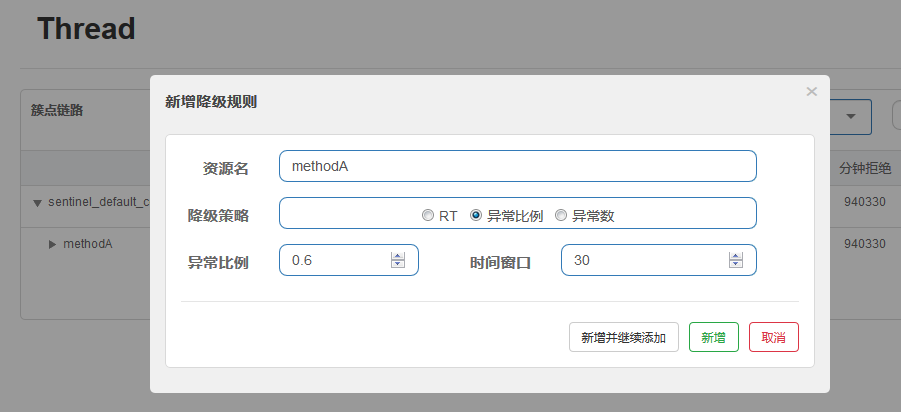 Thread
簇点链路
新增降级规则
×
资源名 methodA
降级策略 RT 异常比例 异常数
异常比例 0.6 时间窗口 30
新增并继续添加 新增 取消
分钟拒绝
sentinel_default_c 940330
methodA 940330